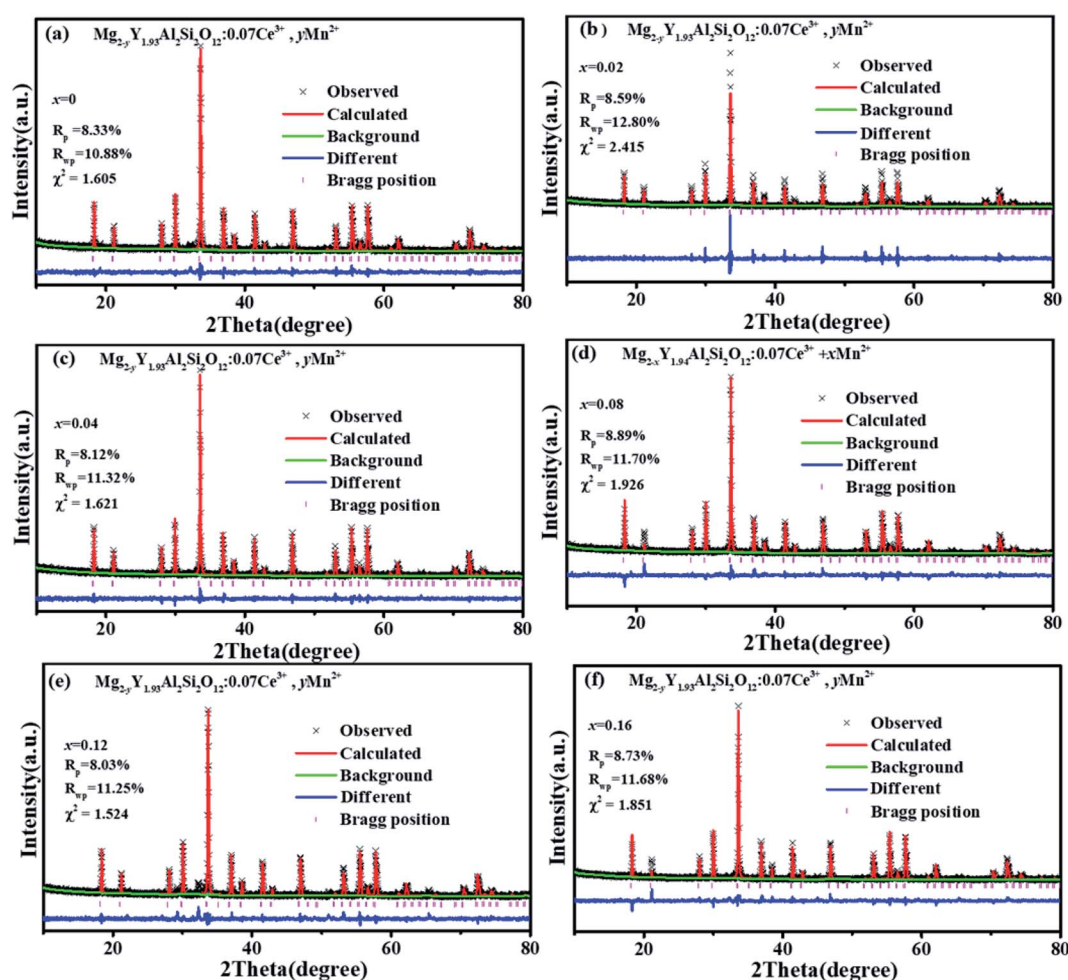 (a) Mg₂₋yY₁.₉₃Al₂Si₂O₁₂:0.07Ce³⁺ , yMn²⁺
x=0
Rₚ =8.33%
R_wp =10.88%
χ² = 1.605
Observed
Calculated
Background
Different
Bragg position
Intensity(a.u.)
20 40 60 80
2Theta(degree)
(b ) Mg₂₋yY₁.₉₃Al₂Si₂O₁₂:0.07Ce³⁺ , yMn²⁺
x=0.02
Rₚ =8.59%
R_wp =12.80%
χ² = 2.415
Observed
Calculated
Background
Different
Bragg position
Intensity(a.u.)
20 40 60 80
2Theta(degree)
(c) Mg₂₋yY₁.₉₃Al₂Si₂O₁₂:0.07Ce³⁺ , yMn²⁺
x=0.04
Rₚ =8.12%
R_wp =11.32%
χ² = 1.621
Observed
Calculated
Background
Different
Bragg position
Intensity(a.u.)
20 40 60 80
2Theta(degree)
(d) Mg₂₋ₓY₁.₉₄Al₂Si₂O₁₂:0.07Ce³⁺ +xMn²⁺
x=0.08
Rₚ =8.89%
R_wp =11.70%
χ² = 1.926
Observed
Calculated
Background
Different
Bragg position
Intensity(a.u.)
20 40 60 80
2Theta(degree)
(e) Mg₂₋yY₁.₉₃Al₂Si₂O₁₂:0.07Ce³⁺ , yMn²⁺
x=0.12
Rₚ =8.03%
R_wp =11.25%
χ² = 1.524
Observed
Calculated
Background
Different
Bragg position
Intensity(a.u.)
20 40 60 80
2Theta(degree)
(f) Mg₂₋yY₁.₉₃Al₂Si₂O₁₂:0.07Ce³⁺ , yMn²⁺
x=0.16
Rₚ =8.73%
R_wp =11.68%
χ² = 1.851
Observed
Calculated
Background
Different
Bragg position
Intensity(a.u.)
20 40 60 80
2Theta(degree)